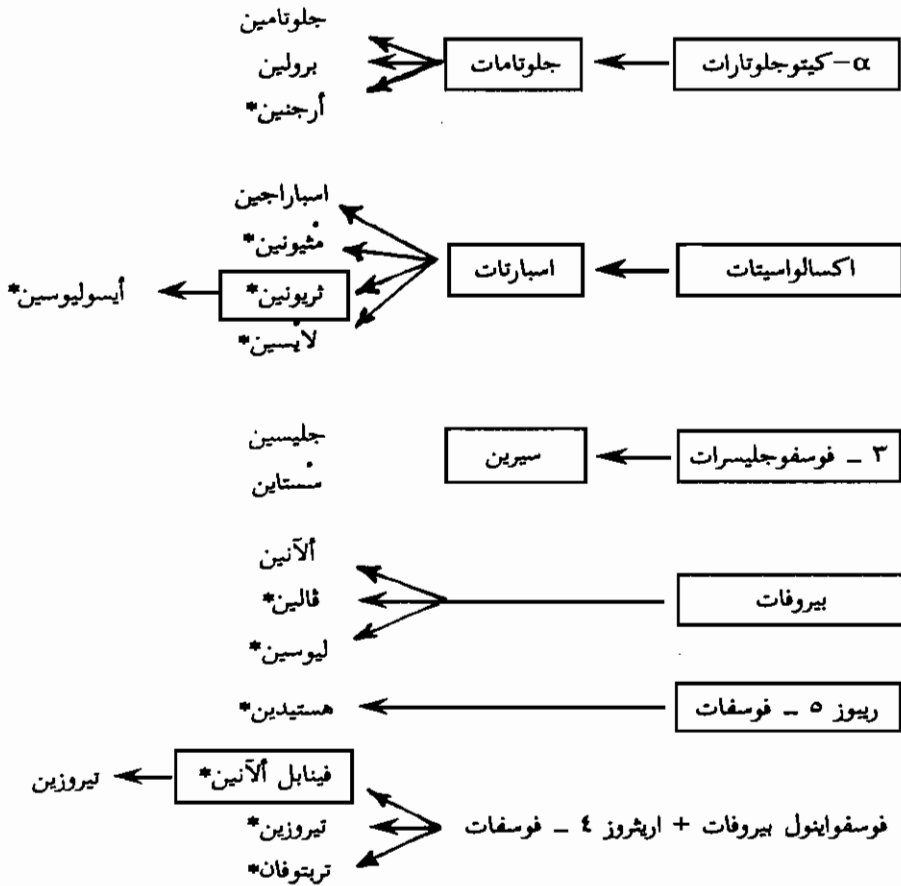 جلوتامين
α-كيتوجلوتارات جلوتامات برولين
أرجنين*
اسباراجين
مثيونين*
اكسالواسيتات اسبارتات
ثريونين* أيسوليوسين*
لايسين*
جليسين
٣ _ فوسفوجليسرات سيرين
سستاين
ألآنين
بيروفات ڤالين*
ليوسين*
ريبوز ٥ _ فوسفات هستيدين*
فينابل ألآنين* تيروزين
فوسفواينول بيروفات + اريثروز ٤ _ فوسفات تيروزين*
تربتوفان*